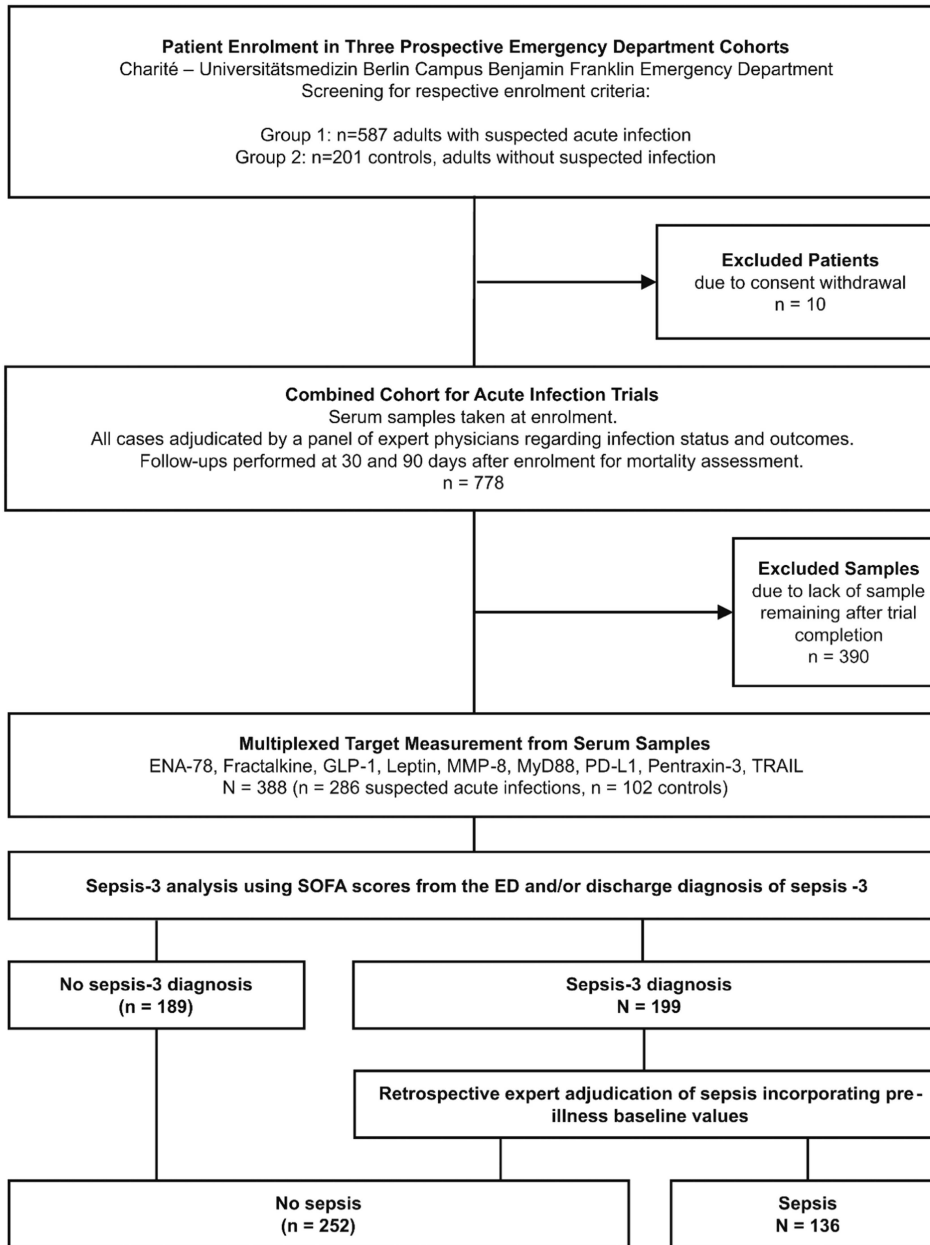 Patient Enrolment in Three Prospective Emergency Department Cohorts
Charité – Universitätsmedizin Berlin Campus Benjamin Franklin Emergency Department
Screening for respective enrolment criteria:
Group 1: n=587 adults with suspected acute infection
Group 2: n=201 controls, adults without suspected infection
Excluded Patients
due to consent withdrawal
n = 10
Combined Cohort for Acute Infection Trials
Serum samples taken at enrolment.
All cases adjudicated by a panel of expert physicians regarding infection status and outcomes.
Follow-ups performed at 30 and 90 days after enrolment for mortality assessment.
n = 778
Excluded Samples
due to lack of sample
remaining after trial
completion
n = 390
Multiplexed Target Measurement from Serum Samples
ENA-78, Fractalkine, GLP-1, Leptin, MMP-8, MyD88, PD-L1, Pentraxin-3, TRAIL
N = 388 (n = 286 suspected acute infections, n = 102 controls)
Sepsis-3 analysis using SOFA scores from the ED and/or discharge diagnosis of sepsis -3
No sepsis-3 diagnosis
(n = 189)
Sepsis-3 diagnosis
N = 199
Retrospective expert adjudication of sepsis incorporating pre-
illness baseline values
No sepsis
(n = 252)
Sepsis
N = 136